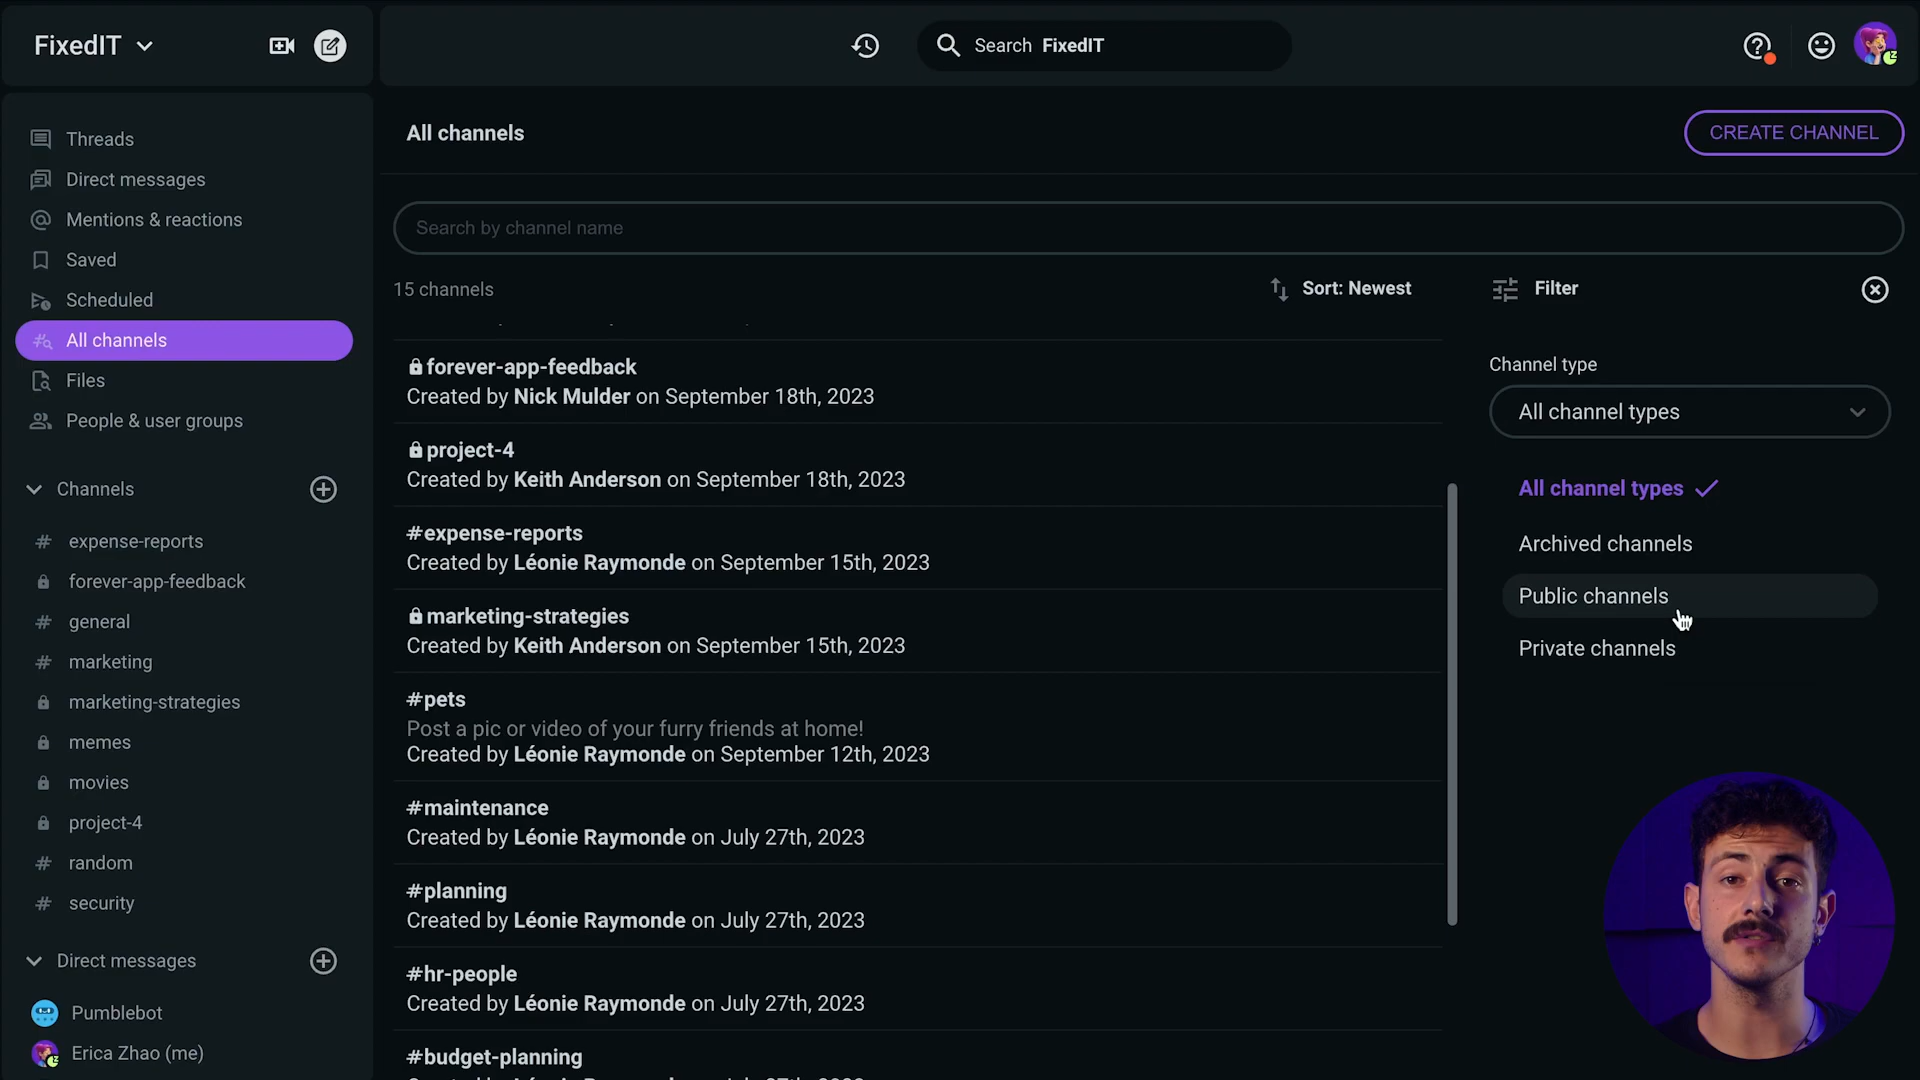 FixedIT
Search FixedIT
Threads
Direct messages
Mentions & reactions
Saved
Scheduled
All channels
Files
People & user groups
Channels
expense-reports
forever-app-feedback
general
marketing
marketing-strategies
memes
movies
project-4
random
security
Direct messages
Pumblebot
Erica Zhao (me)
All channels
CREATE CHANNEL
Search by channel name
15 channels
Sort: Newest
forever-app-feedback
Created by Nick Mulder on September 18th, 2023
project-4
Created by Keith Anderson on September 18th, 2023
#expense-reports
Created by Léonie Raymonde on September 15th, 2023
marketing-strategies
Created by Keith Anderson on September 15th, 2023
#pets
Post a pic or video of your furry friends at home!
Created by Léonie Raymonde on September 12th, 2023
#maintenance
Created by Léonie Raymonde on July 27th, 2023
#planning
Created by Léonie Raymonde on July 27th, 2023
#hr-people
Created by Léonie Raymonde on July 27th, 2023
#budget-planning
Filter
Channel type
All channel types
All channel types
Archived channels
Public channels
Private channels